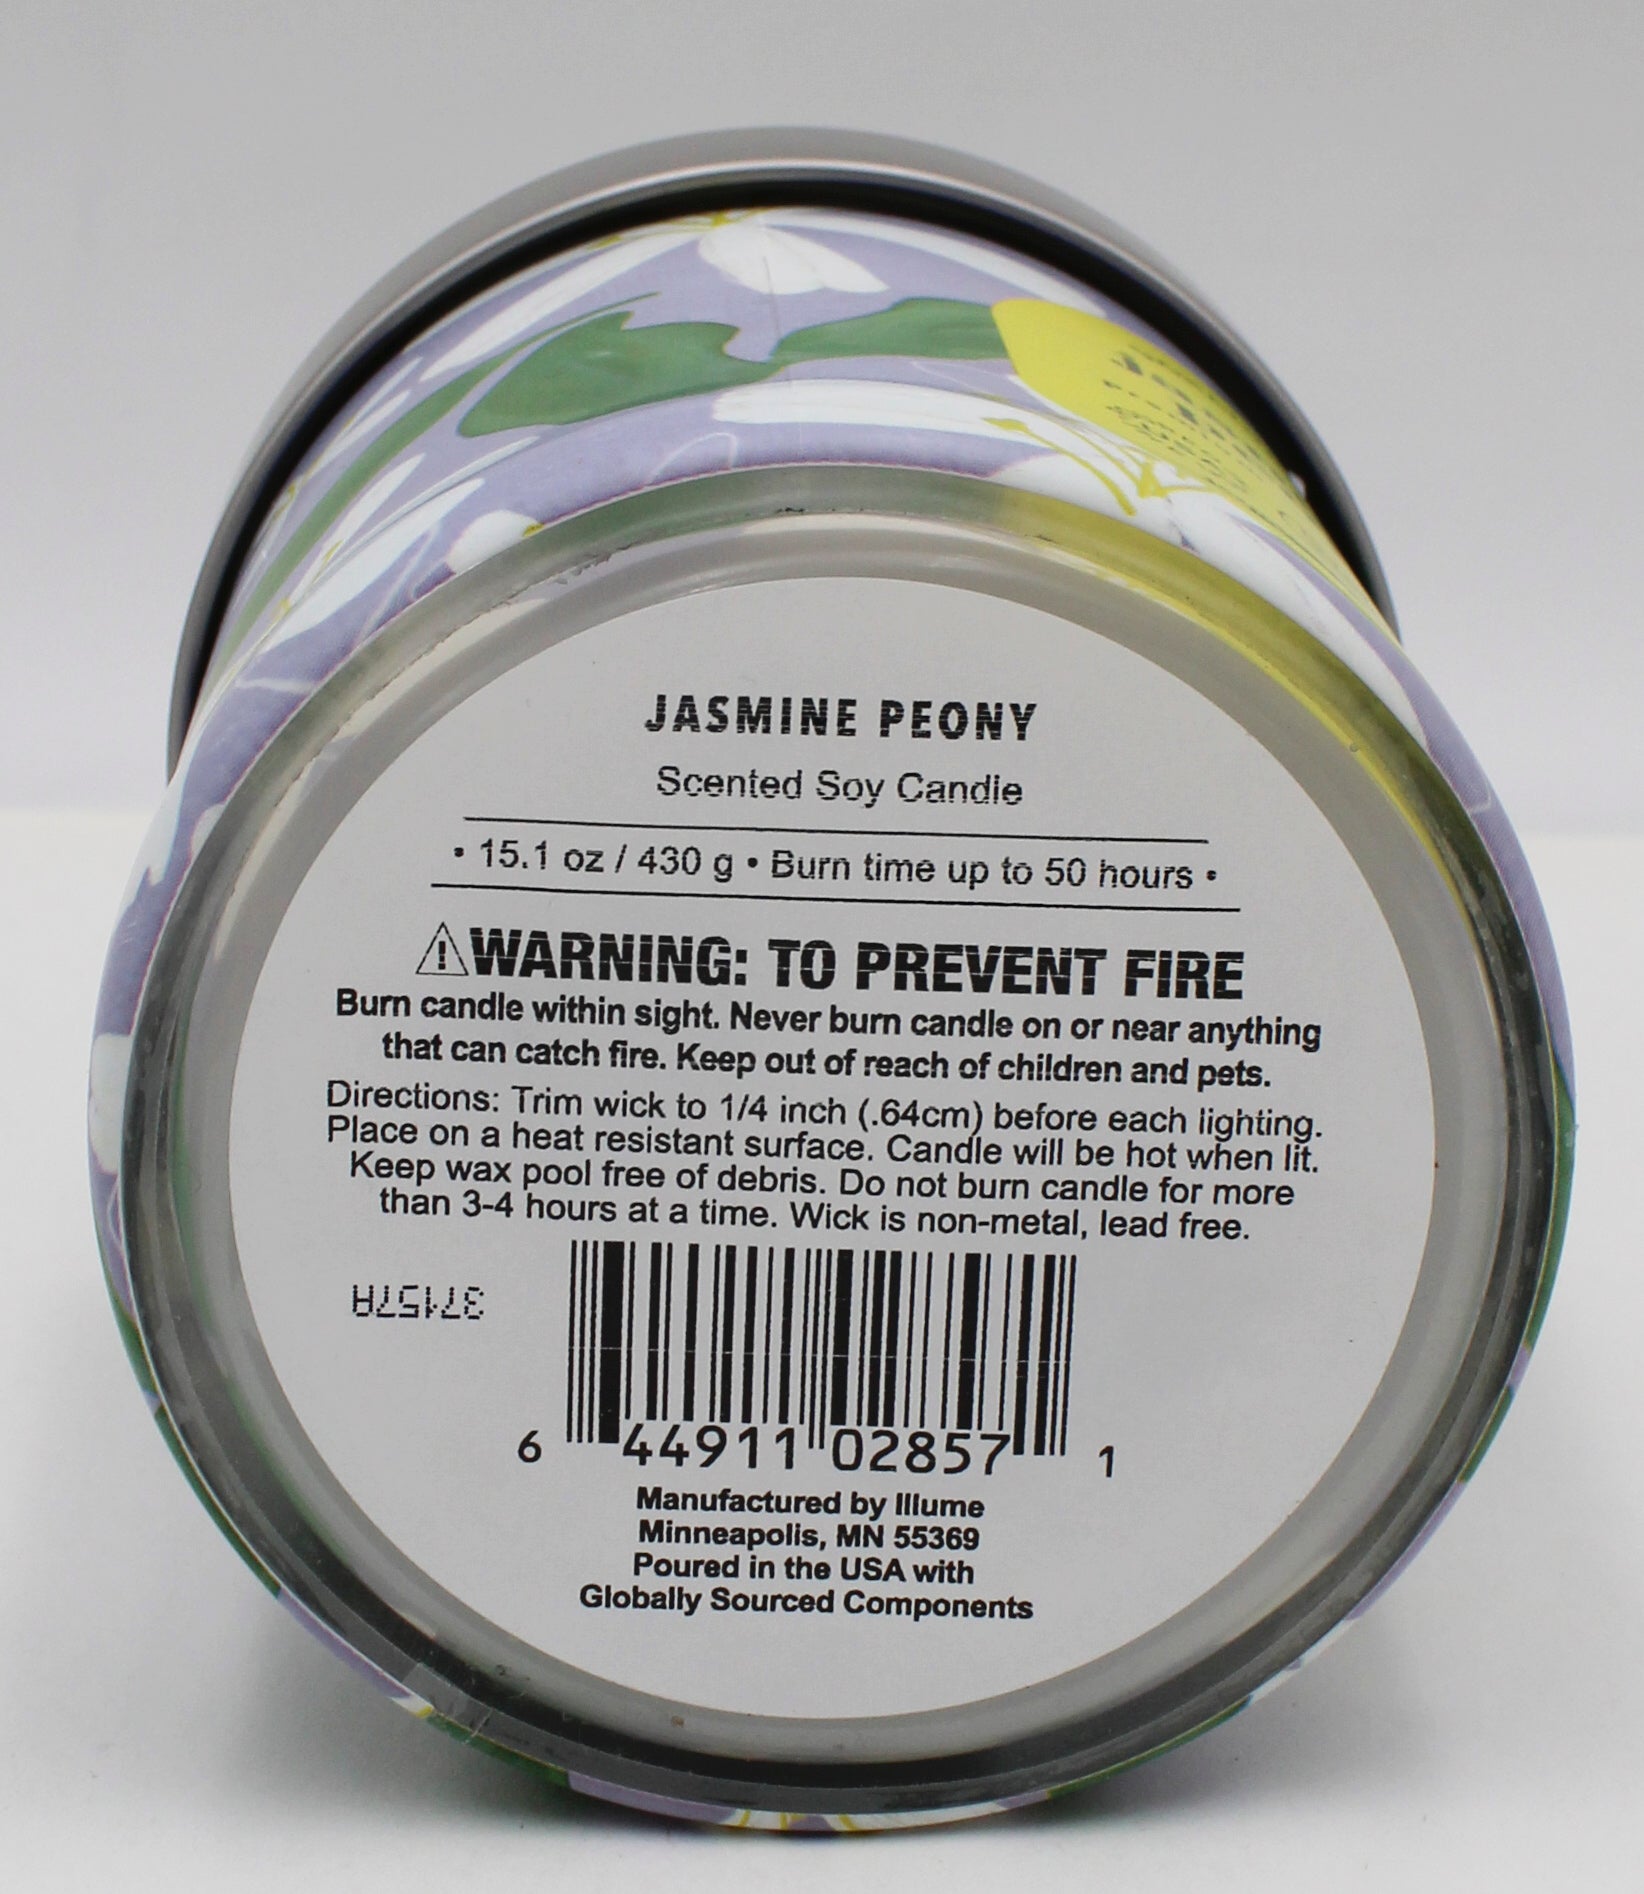 JASMINE PEONY
Scented Soy Candle
• 15.1 oz / 430 g • Burn time up to 50 hours •
⚠WARNING: TO PREVENT FIRE
Burn candle within sight. Never burn candle on or near anything
that can catch fire. Keep out of reach of children and pets.
Directions: Trim wick to 1/4 inch (.64cm) before each lighting.
Place on a heat resistant surface. Candle will be hot when lit.
Keep wax pool free of debris. Do not burn candle for more
than 3-4 hours at a time. Wick is non-metal, lead free.
37157A
6 44911 02857 1
Manufactured by Illume
Minneapolis, MN 55369
Poured in the USA with
Globally Sourced Components